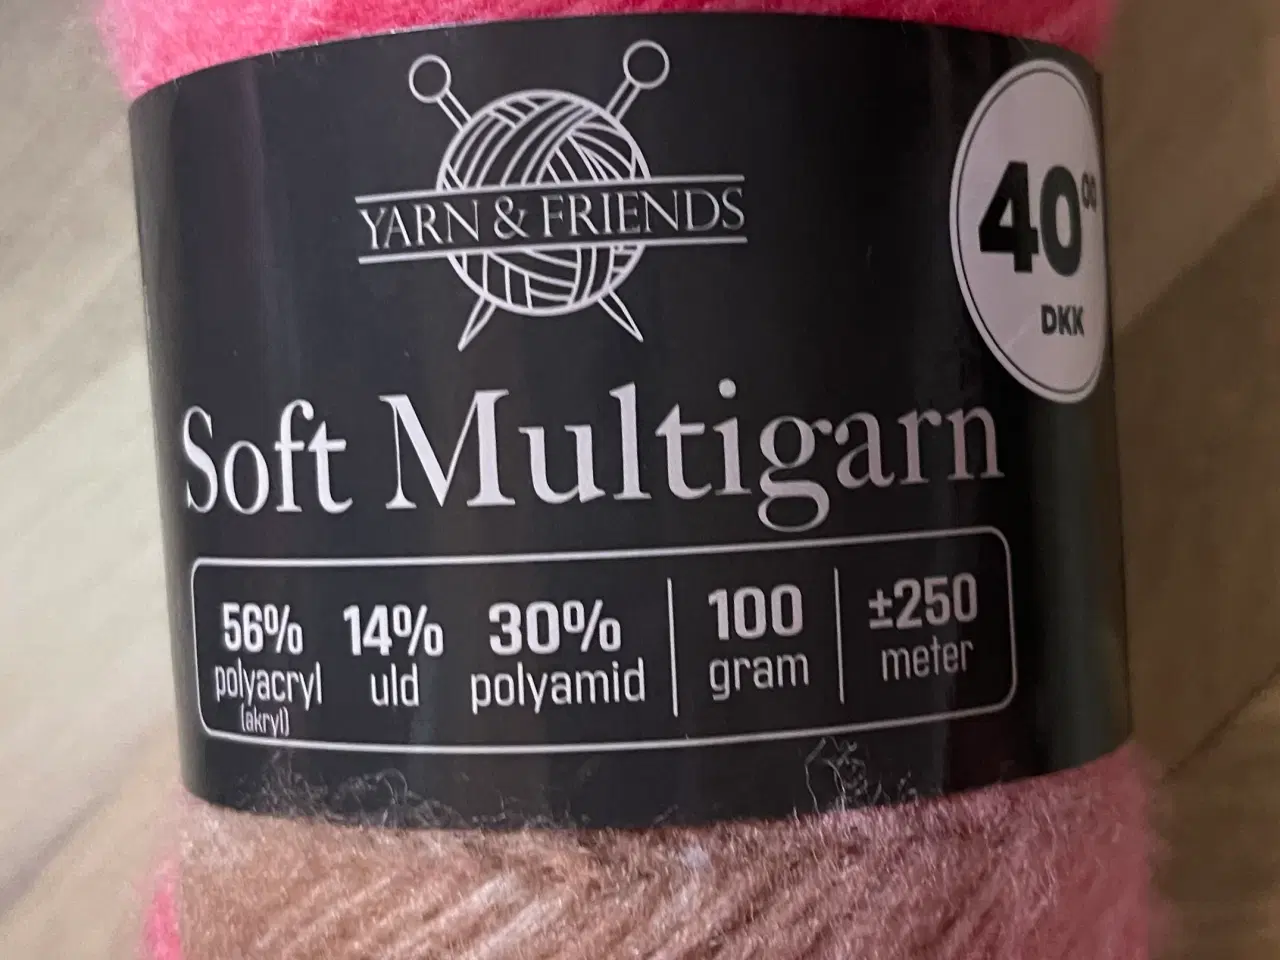 YARN & FRIENDS
40⁰⁰
DKK
Soft Multigarn
56% 14% 30% 100 ±250
polyacryl uld polyamid gram meter
(akryl)